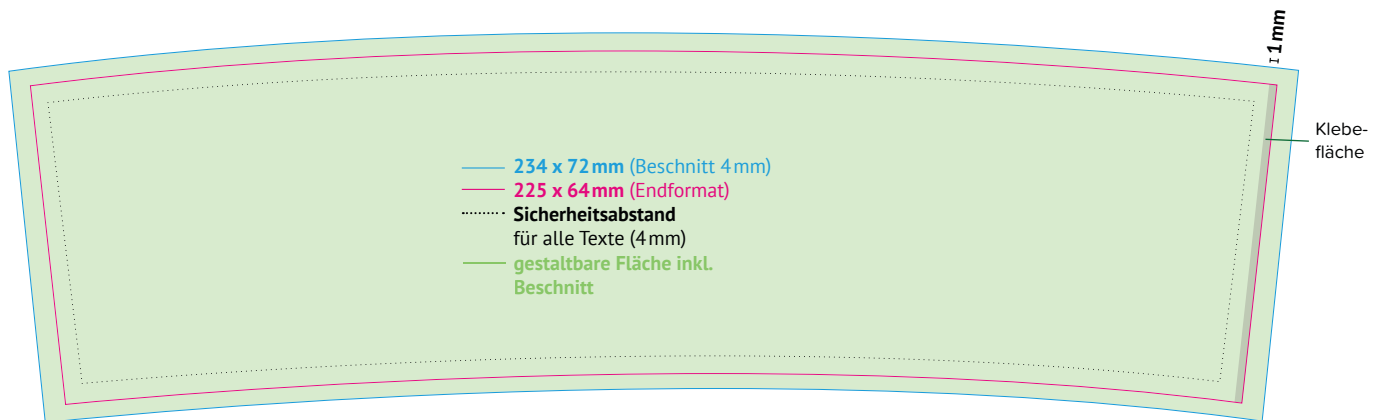 1 mm
Klebe-
fläche
234 x 72 mm (Beschnitt 4 mm)
225 x 64 mm (Endformat)
Sicherheitsabstand
für alle Texte (4 mm)
gestaltbare Fläche inkl.
Beschnitt